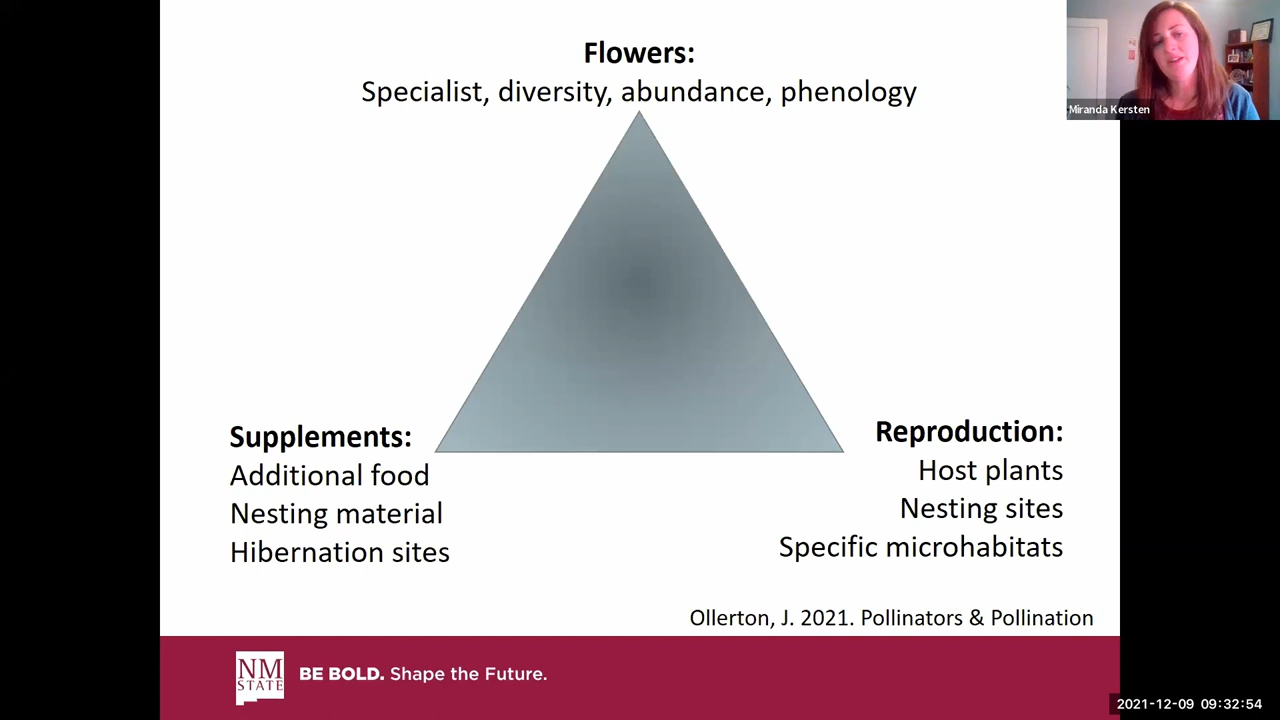 Flowers:
Specialist, diversity, abundance, phenology
Miranda Kersten
Supplements:
Additional food
Nesting material
Hibernation sites
Reproduction:
Host plants
Nesting sites
Specific microhabitats
Ollerton, J. 2021. Pollinators & Pollination
NM
STATE
BE BOLD. Shape the Future.
2021-12-09 09:32:54